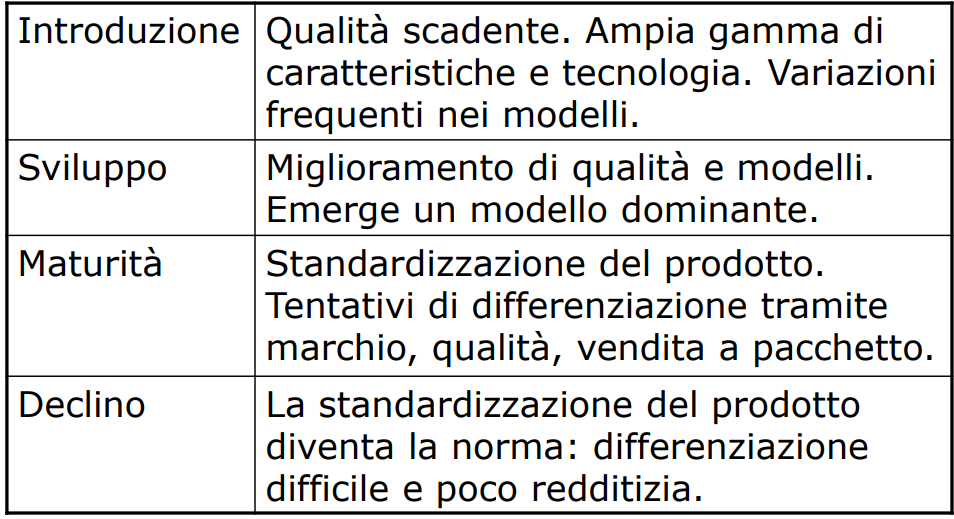 Introduzione
Qualità scadente. Ampia gamma di
caratteristiche e tecnologia. Variazioni
frequenti nei modelli.
Sviluppo
Miglioramento di qualità e modelli.
Emerge un modello dominante.
Maturità
Standardizzazione del prodotto.
Tentativi di differenziazione tramite
marchio, qualità, vendita a pacchetto.
Declino
La standardizzazione del prodotto
diventa la norma: differenziazione
difficile e poco redditizia.